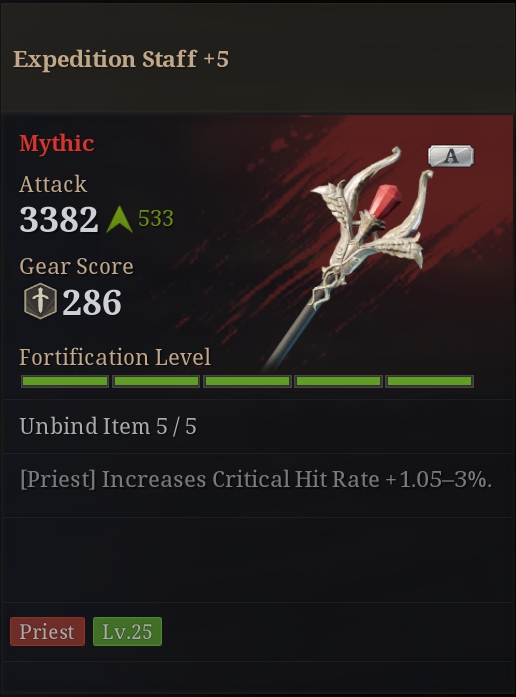 Expedition Staff +5
Mythic
A
Attack
3382 533
Gear Score
286
Fortification Level
Unbind Item 5 / 5
[Priest] Increases Critical Hit Rate +1.05–3%.
Priest Lv.25